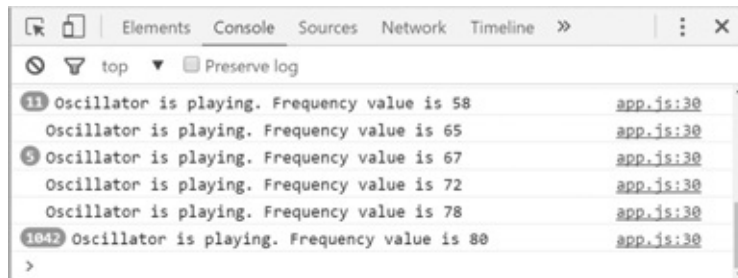 Elements Console Sources Network Timeline »
top ▼ Preserve log
11 Oscillator is playing. Frequency value is 58 app.js:30
Oscillator is playing. Frequency value is 65 app.js:30
5 Oscillator is playing. Frequency value is 67 app.js:30
Oscillator is playing. Frequency value is 72 app.js:30
Oscillator is playing. Frequency value is 78 app.js:30
1042 Oscillator is playing. Frequency value is 80 app.js:30
>